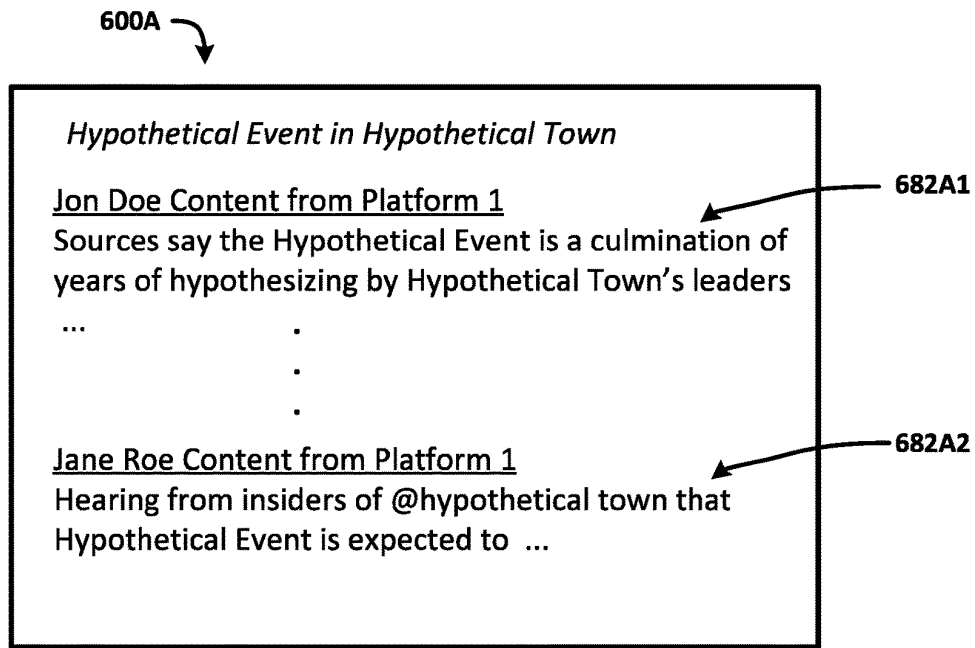 600A
Hypothetical Event in Hypothetical Town
Jon Doe Content from Platform 1
682A1
Sources say the Hypothetical Event is a culmination of
years of hypothesizing by Hypothetical Town's leaders
...
.
.
.
Jane Roe Content from Platform 1
682A2
Hearing from insiders of @hypothetical town that
Hypothetical Event is expected to ...